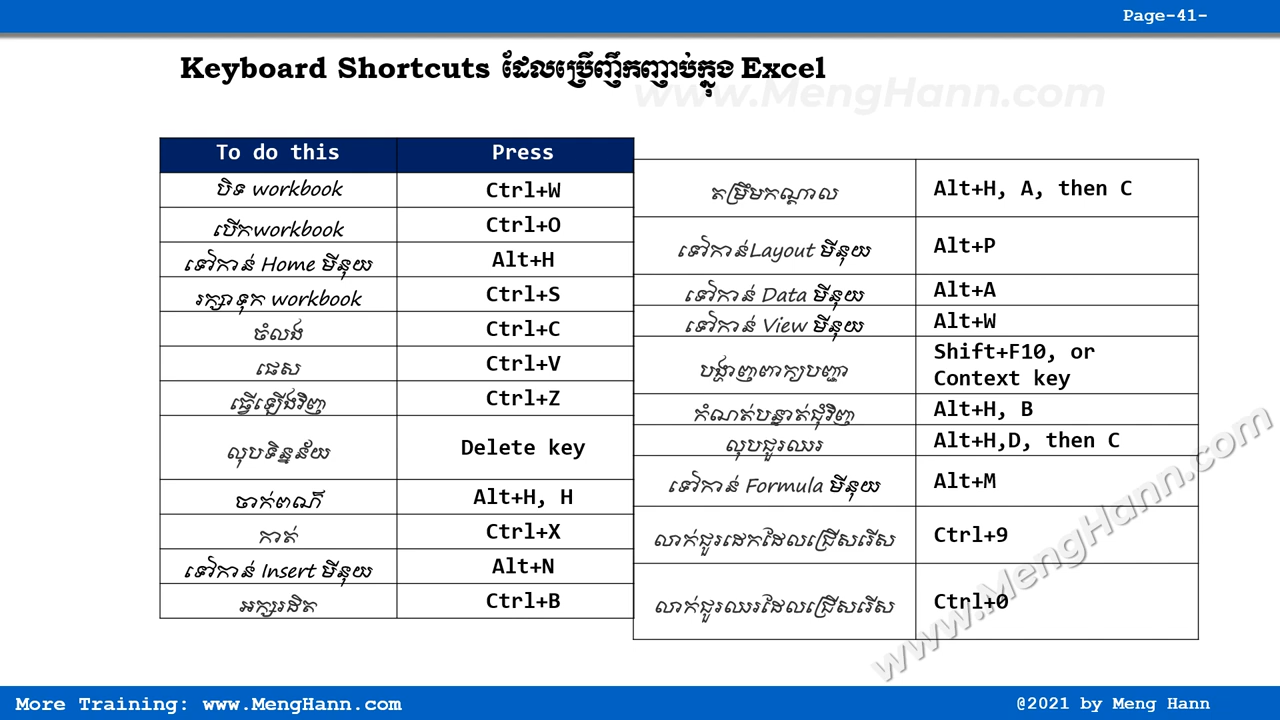 Page-41-
Keyboard Shortcuts ដែលប្រើញឹកញាប់ក្នុង Excel
www.MengHann.com
To do this Press
បិទ workbook Ctrl+W
បើកworkbook Ctrl+O
ទៅកាន់ Home មីនុយ Alt+H
រក្សាទុក workbook Ctrl+S
ចំលង Ctrl+C
ផេស Ctrl+V
ធ្វើឡើងវិញ Ctrl+Z
លុបទិន្នន័យ Delete key
ចាក់ពណ៌ Alt+H, H
កាត់ Ctrl+X
ទៅកាន់ Insert មីនុយ Alt+N
អក្សរដិត Ctrl+B
តម្រឹមកណ្តាល Alt+H, A, then C
ទៅកាន់Layout មីនុយ Alt+P
ទៅកាន់ Data មីនុយ Alt+A
ទៅកាន់ View មីនុយ Alt+W
បង្ហាញពាក្យបញ្ជា Shift+F10, or
Context key
កំណត់បន្ទាត់ជុំវិញ Alt+H, B
លុបជួរឈរ Alt+H,D, then C
ទៅកាន់ Formula មីនុយ Alt+M
លាក់ជួរដេកដែលជ្រើសរើស Ctrl+9
លាក់ជួរឈរដែលជ្រើសរើស Ctrl+0
www.MengHann.com
More Training: www.MengHann.com
@2021 by Meng Hann